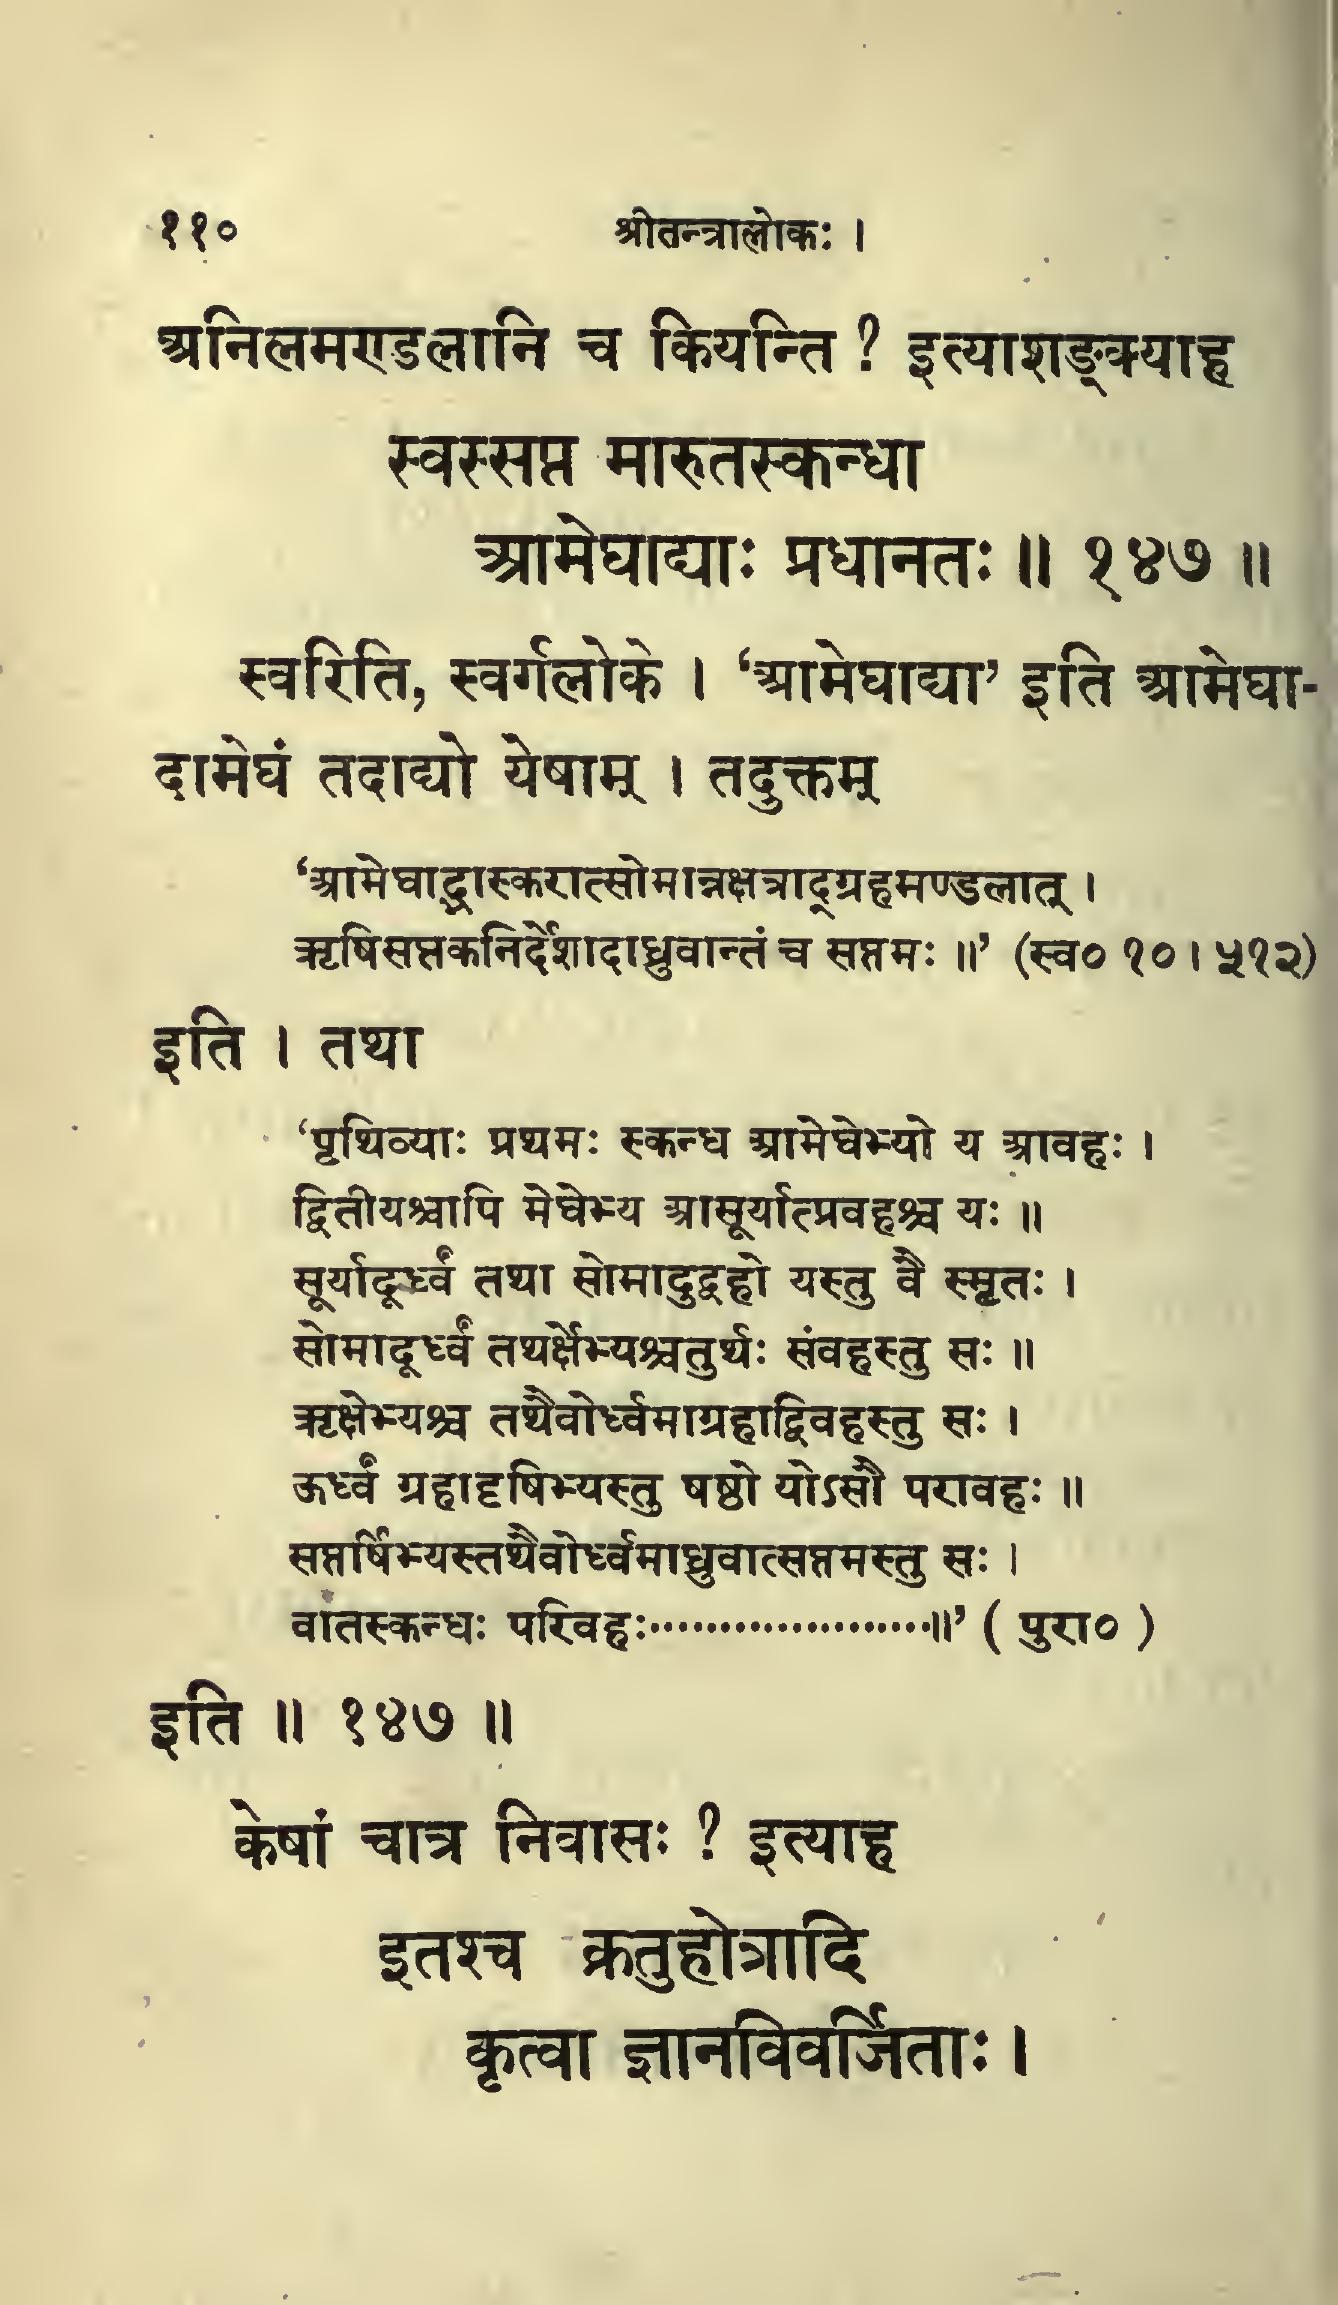 ११०
श्रीतन्त्रालोकः ।
अनिलमण्डलानि च कियन्ति ? इत्याशङ्क्याह
स्वस्सप्त मारुतस्कन्धा
आमेघाद्याः प्रधानतः ॥ १४७ ॥
स्वरिति, स्वर्गलोके । ‘आमेघाद्या’ इति आमेघा-
दामेघं तदाद्यो येषाम् । तदुक्तम्
‘आमेघाद्भास्करात्सोमान्नक्षत्राद्ग्रहमण्डलात् ।
ऋषिसप्तकनिर्देशादाध्रुवान्तं च सप्तमः ॥’ (स्व० १० । ५१२)
इति । तथा
‘पृथिव्याः प्रथमः स्कन्ध आमेघेभ्यो य आवहः ।
द्वितीयश्चापि मेघेभ्य आसूर्यात्प्रवहश्च यः ॥
सूर्यादूर्ध्वं तथा सोमादुद्वहो यस्तु वै स्मृतः ।
सोमादूर्ध्वं तथर्क्षेभ्यश्चतुर्थः संवहस्तु सः ॥
ऋक्षेभ्यश्च तथैवोर्ध्वमाग्रहाद्विवहस्तु सः ।
ऊर्ध्वं ग्रहादृषिभ्यस्तु षष्ठो योऽसौ परावहः ॥
सप्तर्षिभ्यस्तथैवोर्ध्वमाध्रुवात्सप्तमस्तु सः ।
वातस्कन्धः परिवहः····················॥’ ( पुरा० )
इति ॥ १४७ ॥
केषां चात्र निवासः ? इत्याह
इतश्च क्रतुहोत्रादि
कृत्वा ज्ञानविवर्जिताः ।